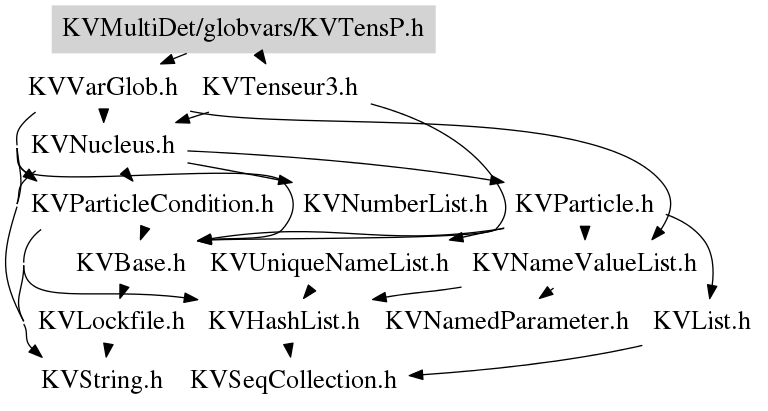 KVMultiDet/globvars/KVTensP.h
KVVarGlob.h
KVTenseur3.h
KVNucleus.h
KVParticleCondition.h
KVNumberList.h
KVParticle.h
KVBase.h
KVUniqueNameList.h
KVNameValueList.h
KVLockfile.h
KVHashList.h
KVNamedParameter.h
KVList.h
KVString.h
KVSeqCollection.h